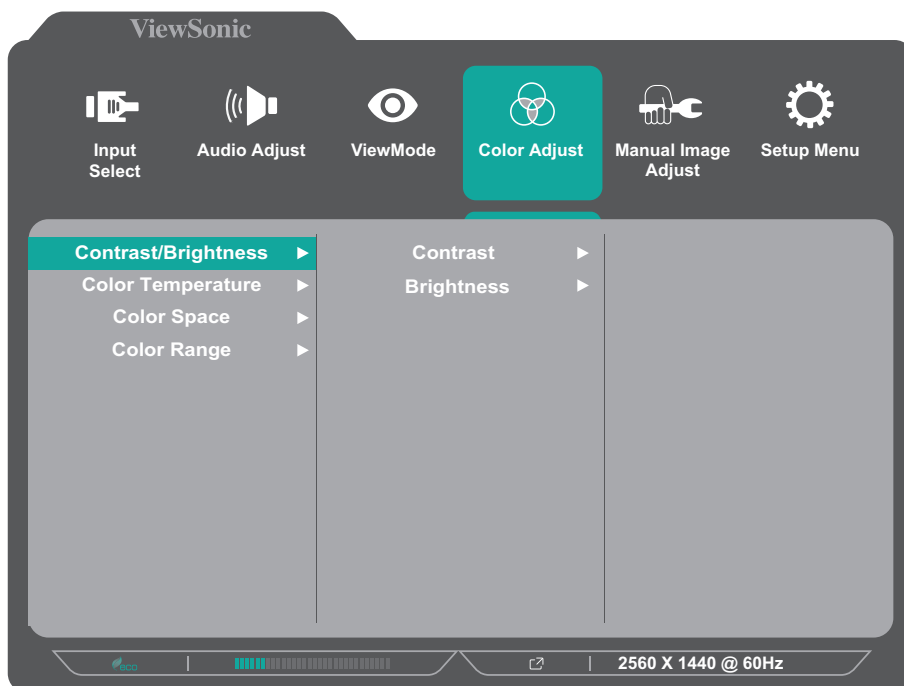 ViewSonic
Input
Select
Audio Adjust
ViewMode
Color Adjust
Manual Image
Adjust
Setup Menu
Contrast/Brightness
Color Temperature
Color Space
Color Range
Contrast
Brightness
eco
2560 X 1440 @ 60Hz